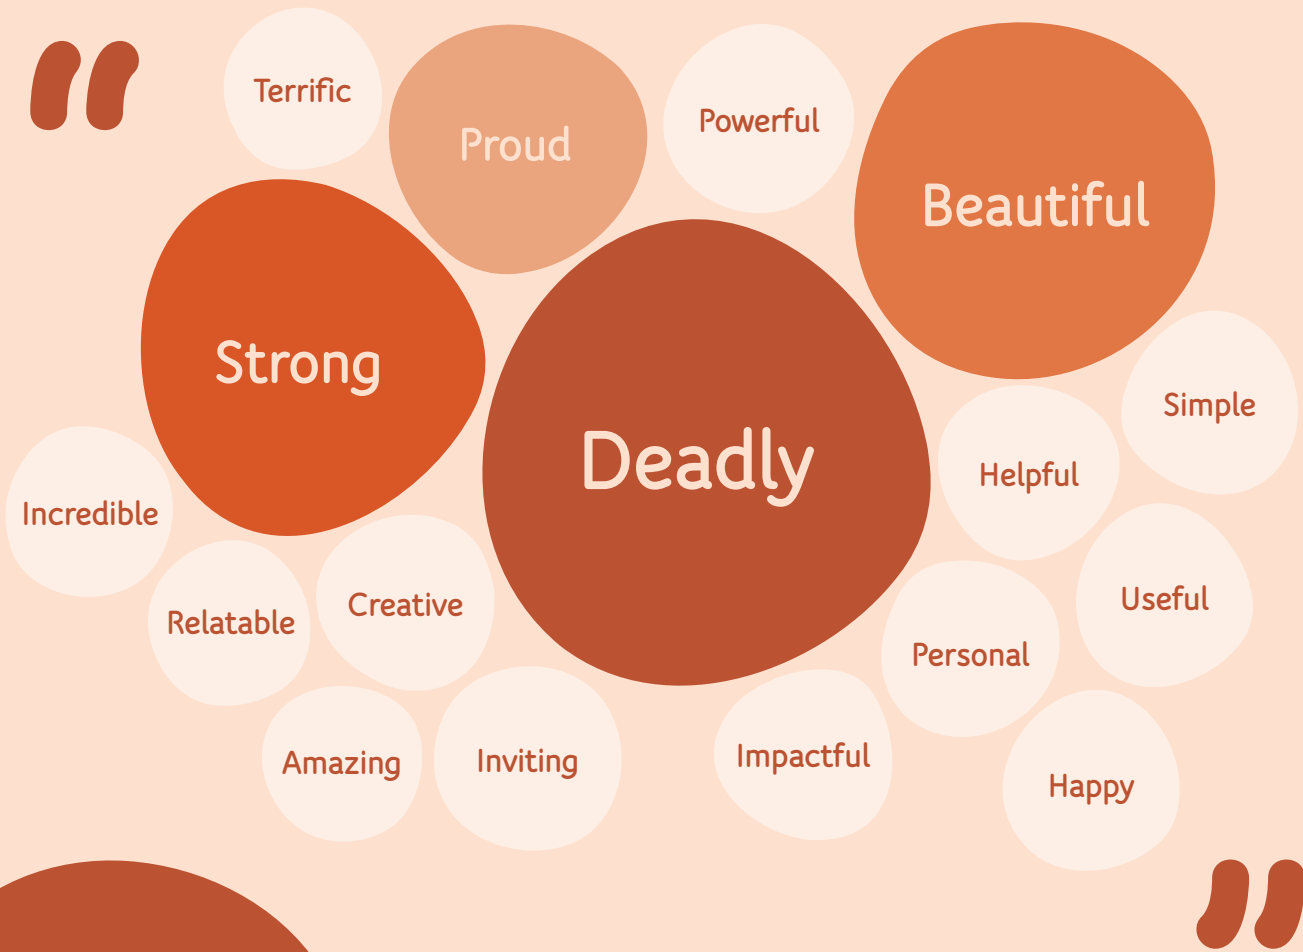 “
Terrific
Proud
Powerful
Beautiful
Strong
Deadly
Simple
Helpful
Incredible
Relatable
Creative
Useful
Personal
Amazing
Inviting
Impactful
Happy
”